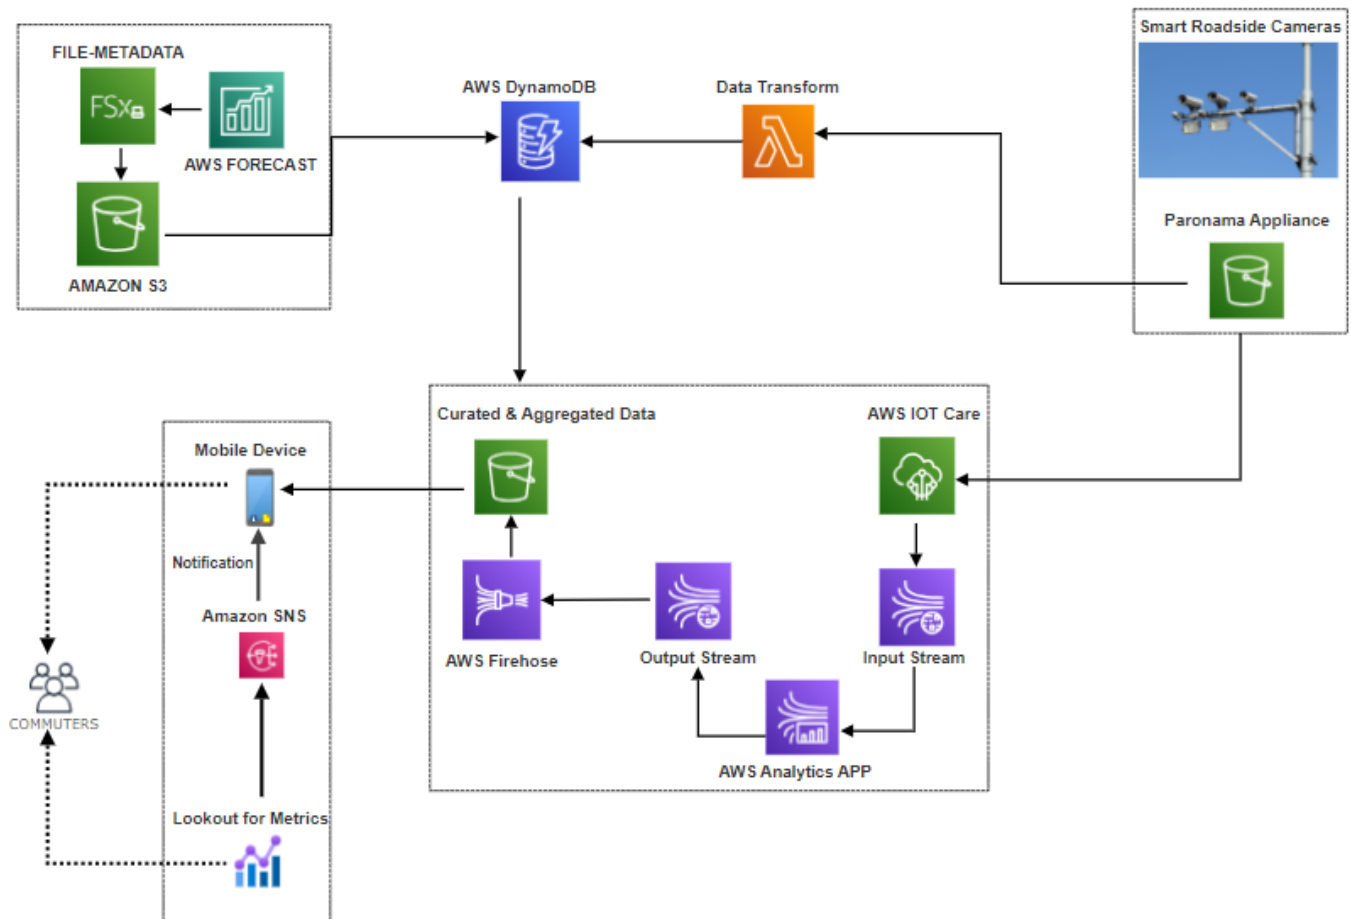 FILE-METADATA
FSx
AWS FORECAST
AMAZON S3
AWS DynamoDB
Data Transform
Smart Roadside Cameras
Paronama Appliance
Curated & Aggregated Data
AWS IOT Care
Mobile Device
Notification
Amazon SNS
AWS Firehose
Output Stream
Input Stream
COMMUTERS
AWS Analytics APP
Lookout for Metrics